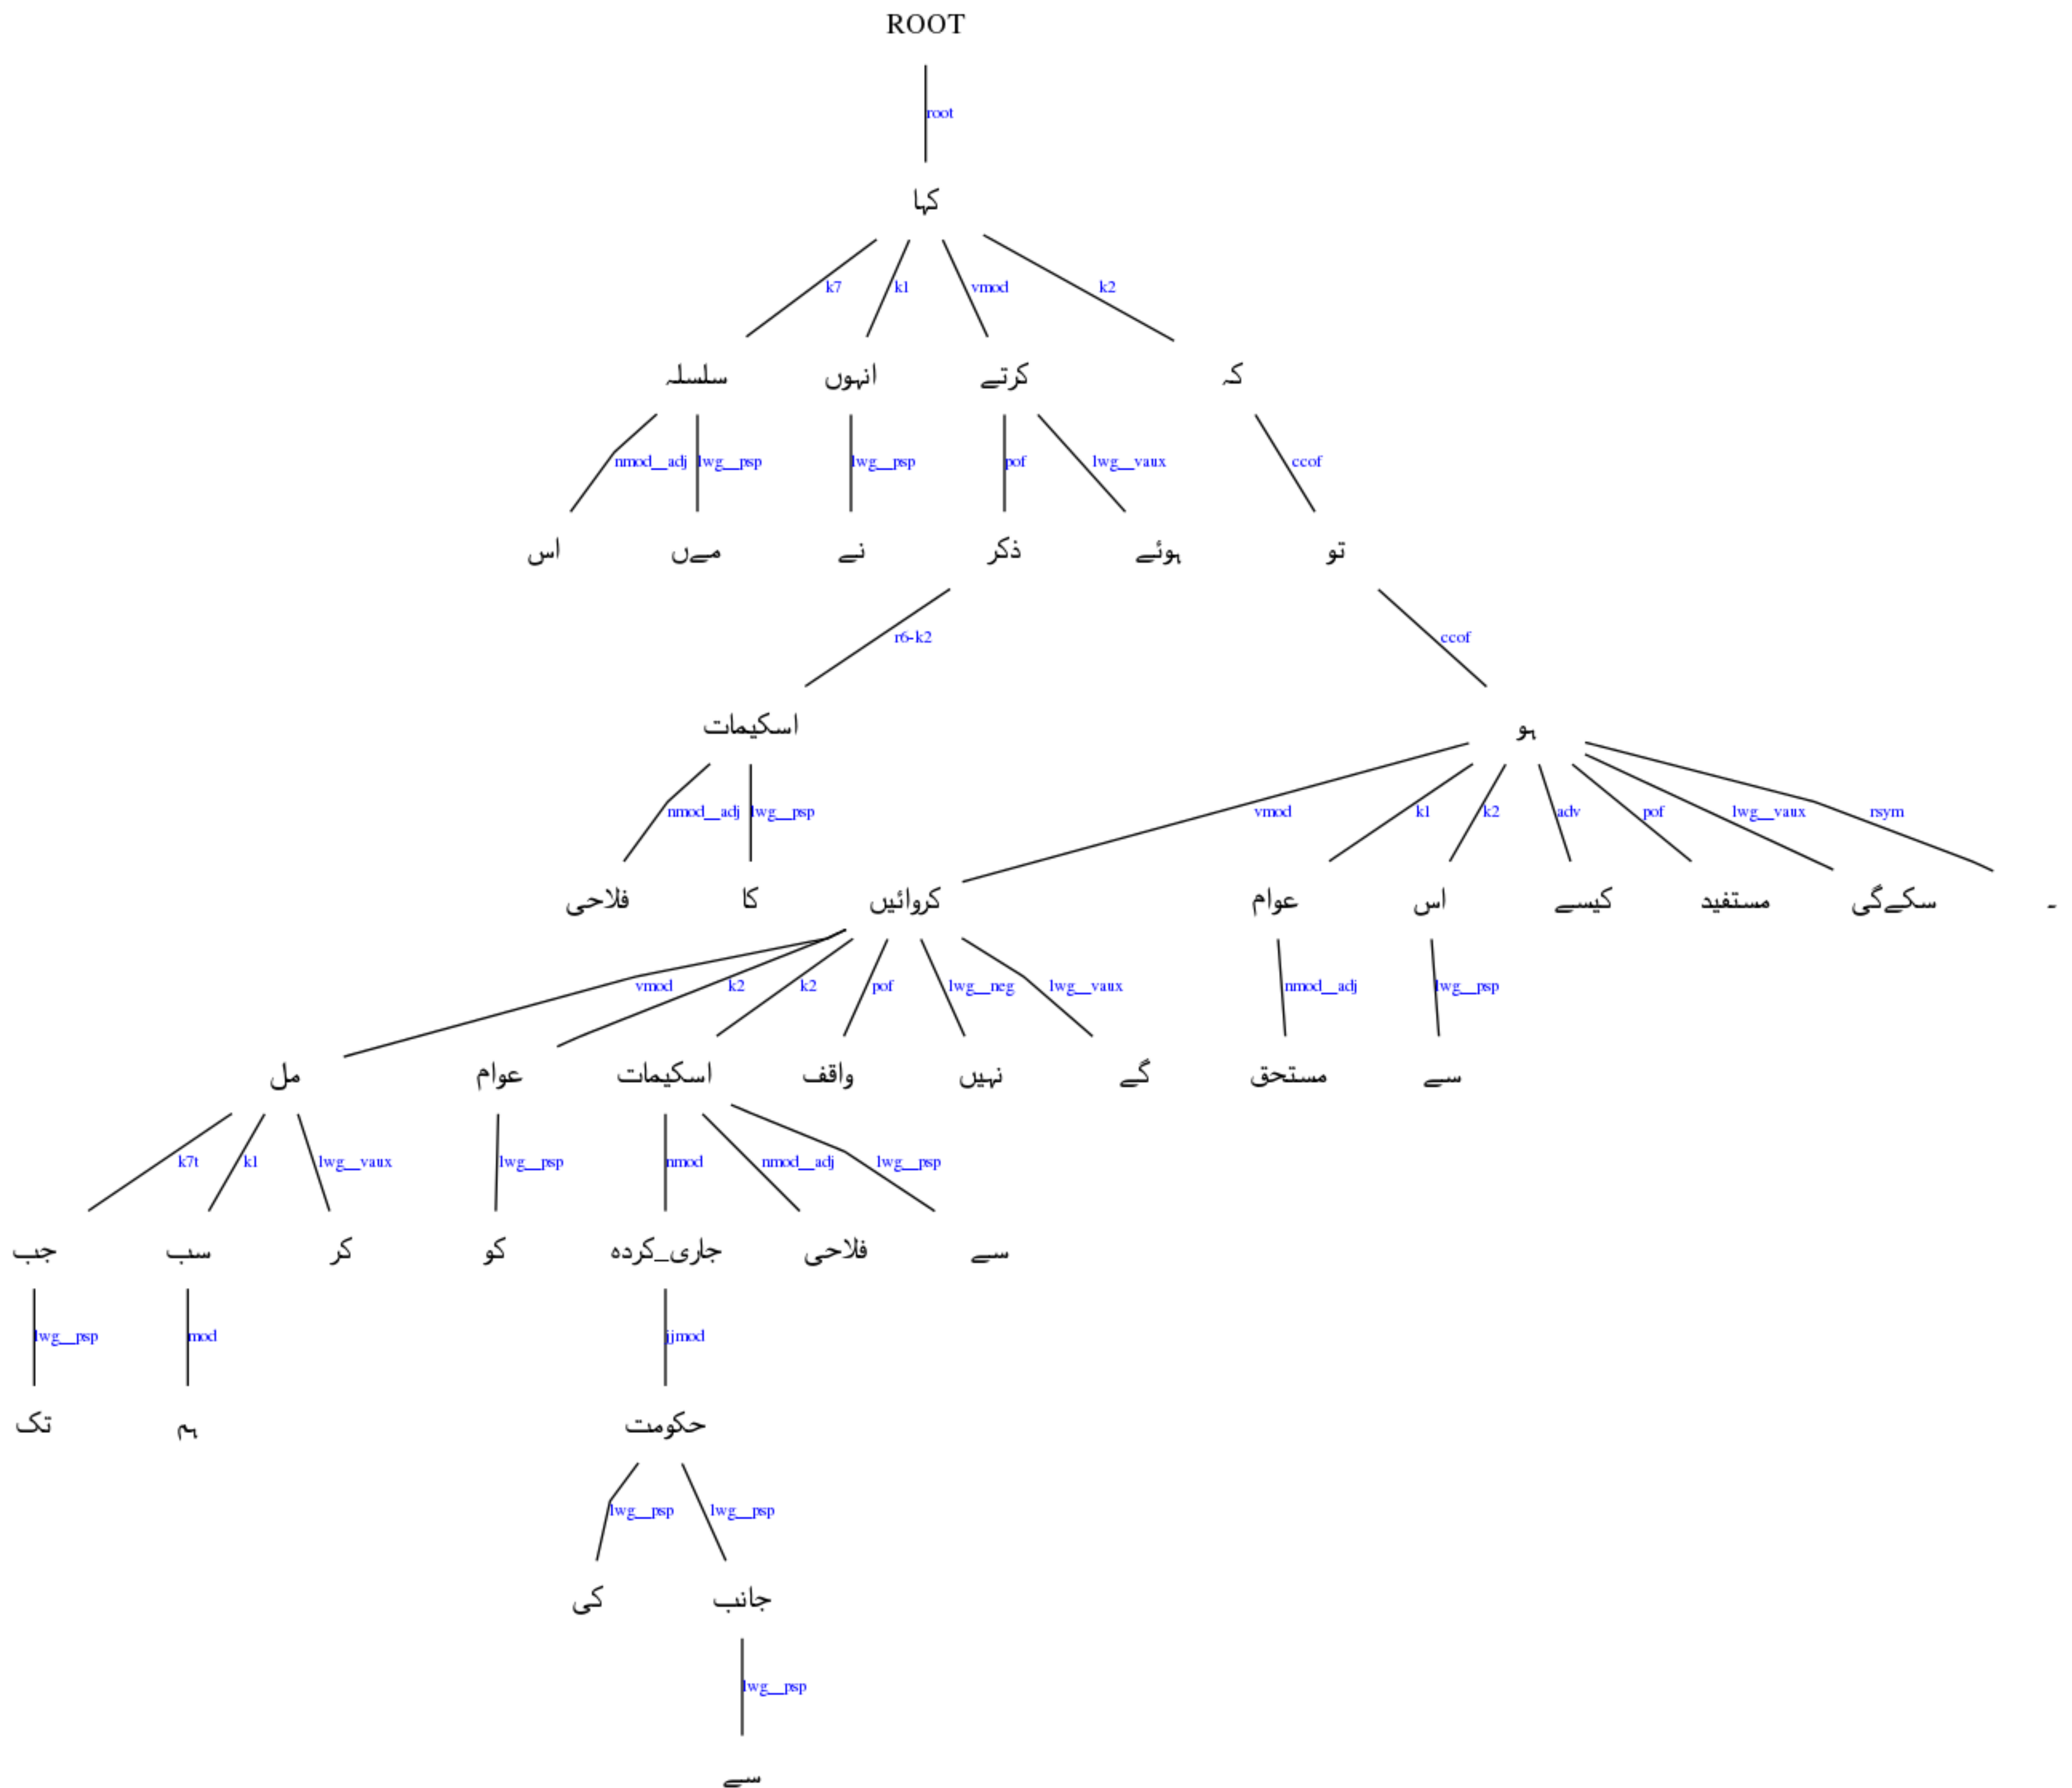 ROOT
root
کہا
k7 k1 vmod k2
سلسلہ انہوں کرتے کہ
nmod__adj lwg__psp lwg__psp pof lwg__vaux ccof
اس مےں نے ذکر ہوئے تو
r6-k2 ccof
اسکیمات ہو
nmod__adj lwg__psp vmod k1 k2 adv pof lwg__vaux rsym
فلاحی کا کروائیں عوام اس کیسے مستفید سکےگی ۔
vmod k2 k2 pof lwg__neg lwg__vaux nmod__adj lwg__psp
مل عوام اسکیمات واقف نہیں گے مستحق سے
k7t k1 lwg__vaux lwg__psp nmod nmod__adj lwg__psp
جب سب کر کو جاری_کردہ فلاحی سے
lwg__psp mod jjmod
تک ہم حکومت
lwg__psp lwg__psp
کی جانب
lwg__psp
سے